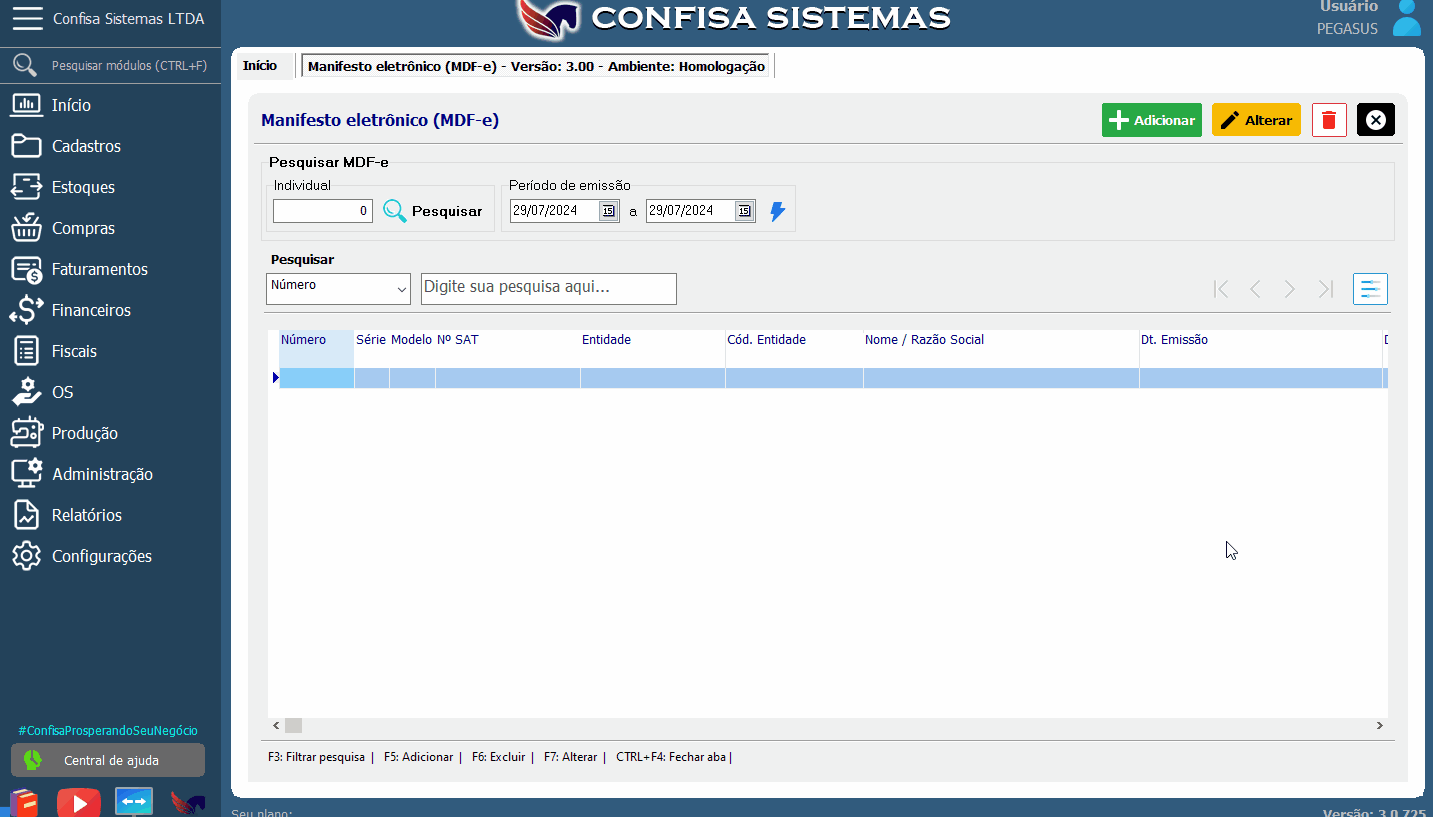 Confisa Sistemas LTDA
CONFISA SISTEMAS
Usuário
PEGASUS
Pesquisar módulos (CTRL+F)
Início
Cadastros
Estoques
Compras
Faturamentos
Financeiros
Fiscais
OS
Produção
Administração
Relatórios
Configurações
#ConfisaProsperandoSeuNegócio
Central de ajuda
Início
Manifesto eletrônico (MDF-e) - Versão: 3.00 - Ambiente: Homologação
Manifesto eletrônico (MDF-e)
Adicionar
Alterar
Pesquisar MDF-e
Individual
0
Pesquisar
Período de emissão
29/07/2024 15 a 29/07/2024 15
Pesquisar
Número
Digite sua pesquisa aqui...
Número Série Modelo Nº SAT Entidade Cód. Entidade Nome / Razão Social Dt. Emissão
F3: Filtrar pesquisa | F5: Adicionar | F6: Excluir | F7: Alterar | CTRL+F4: Fechar aba |
Seu plano:
Versão: 3.0.725